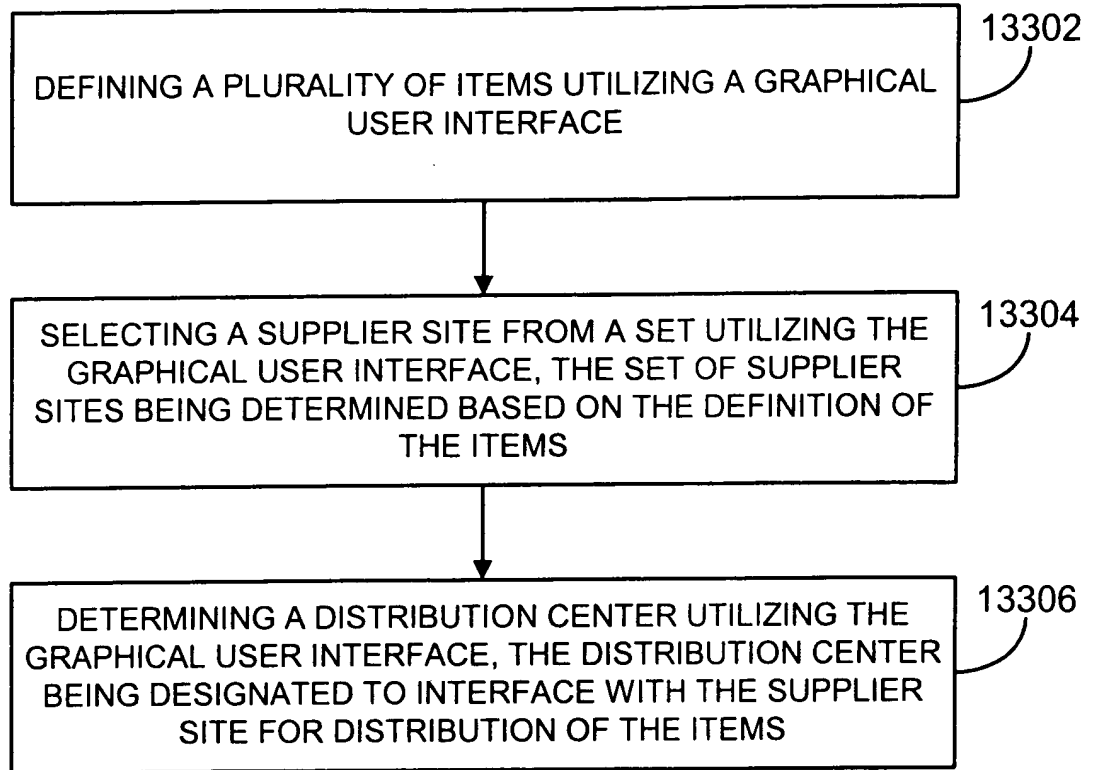 13302
DEFINING A PLURALITY OF ITEMS UTILIZING A GRAPHICAL
USER INTERFACE
13304
SELECTING A SUPPLIER SITE FROM A SET UTILIZING THE
GRAPHICAL USER INTERFACE, THE SET OF SUPPLIER
SITES BEING DETERMINED BASED ON THE DEFINITION OF
THE ITEMS
13306
DETERMINING A DISTRIBUTION CENTER UTILIZING THE
GRAPHICAL USER INTERFACE, THE DISTRIBUTION CENTER
BEING DESIGNATED TO INTERFACE WITH THE SUPPLIER
SITE FOR DISTRIBUTION OF THE ITEMS